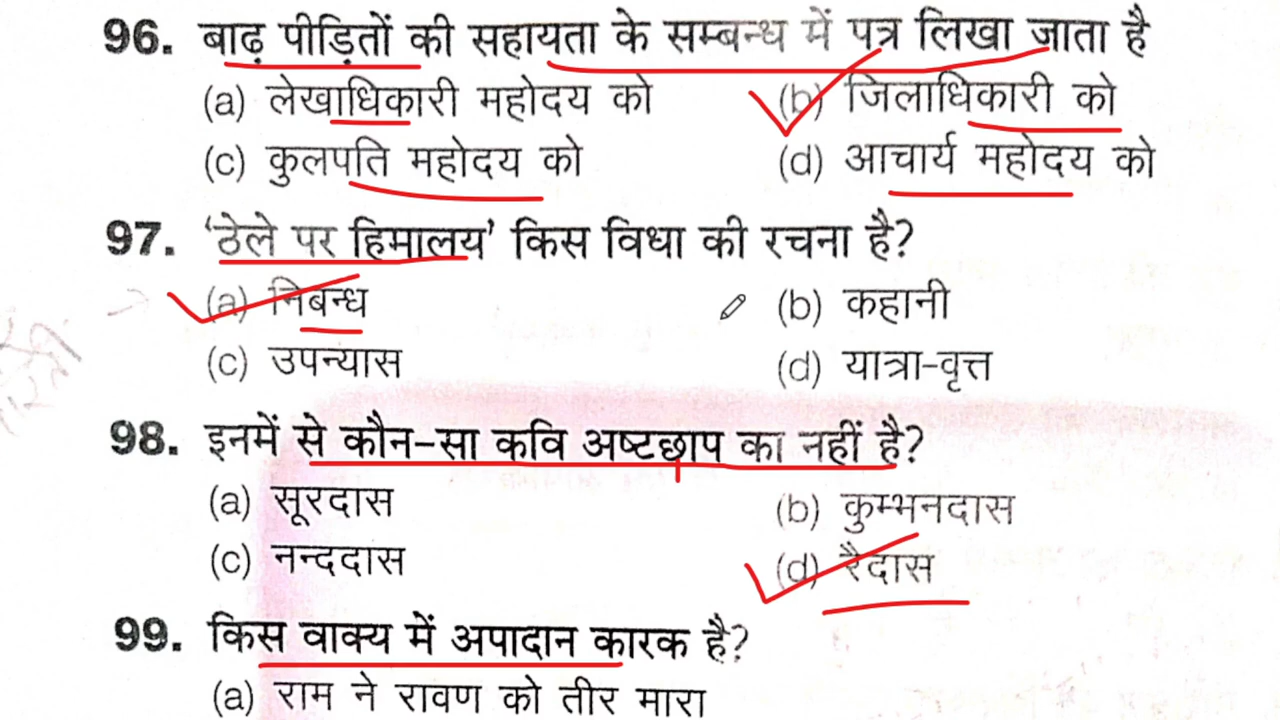 96. बाढ़ पीड़ितों की सहायता के सम्बन्ध में पत्र लिखा जाता है
(a) लेखाधिकारी महोदय को (b) जिलाधिकारी को
(c) कुलपति महोदय को (d) आचार्य महोदय को
97. 'ठेले पर हिमालय' किस विधा की रचना है?
(a) निबन्ध (b) कहानी
(c) उपन्यास (d) यात्रा-वृत्त
98. इनमें से कौन-सा कवि अष्टछाप का नहीं है?
(a) सूरदास (b) कुम्भनदास
(c) नन्ददास (d) रैदास
99. किस वाक्य में अपादान कारक है?
(a) राम ने रावण को तीर मारा